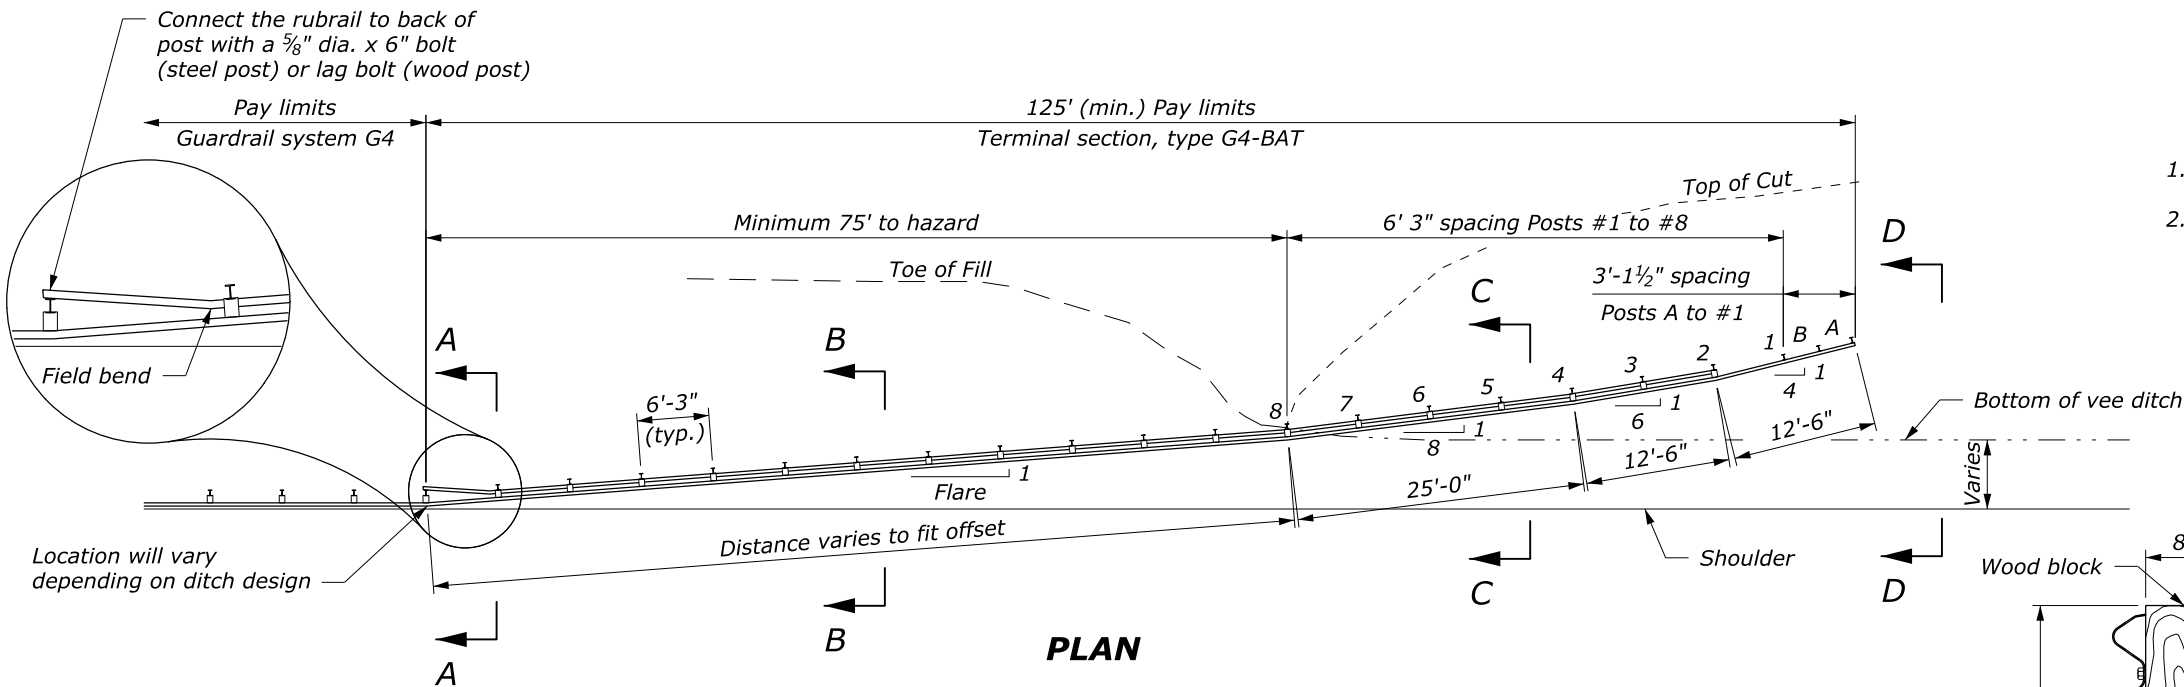 Connect the rubrail to back of
post with a ⅝" dia. x 6" bolt
(steel post) or lag bolt (wood post)
Pay limits
Guardrail system G4
125' (min.) Pay limits
Terminal section, type G4-BAT
Top of Cut
1.
2.
Minimum 75' to hazard
6' 3" spacing Posts #1 to #8
D
Toe of Fill
3'-1½" spacing
Posts A to #1
C
A
B
Field bend
6'-3"
(typ.)
8
7
6
5
4
3
2
1
B
A
1
4
1
6
1
8
1
Flare
Bottom of vee ditch
12'-6"
12'-6"
25'-0"
Varies
Distance varies to fit offset
Location will vary
depending on ditch design
Shoulder
8
Wood block
A
B
C
D
PLAN